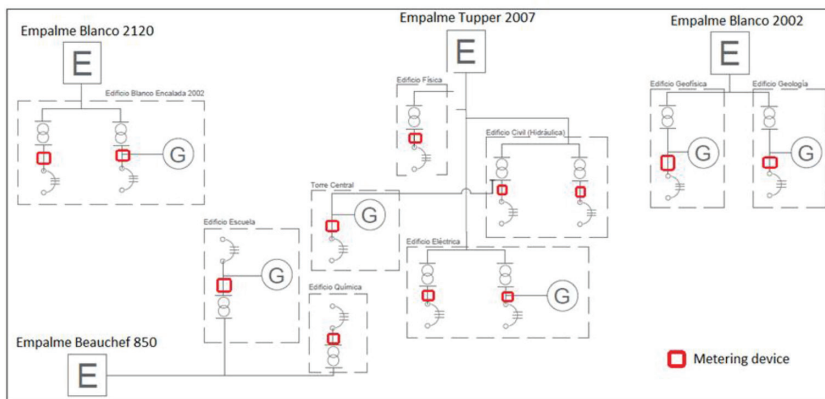 Empalme Blanco 2120
E
Edificio Blanco Encalada 2002
G
Empalme Tupper 2007
E
Edificio Física
Edificio Civil (Hidráulica)
Torre Central
G
Edificio Eléctrica
G
Empalme Blanco 2002
E
Edificio Geofísica
Edificio Geología
G
G
Edificio Escuela
G
Edificio Química
Empalme Beauchef 850
E
Metering device